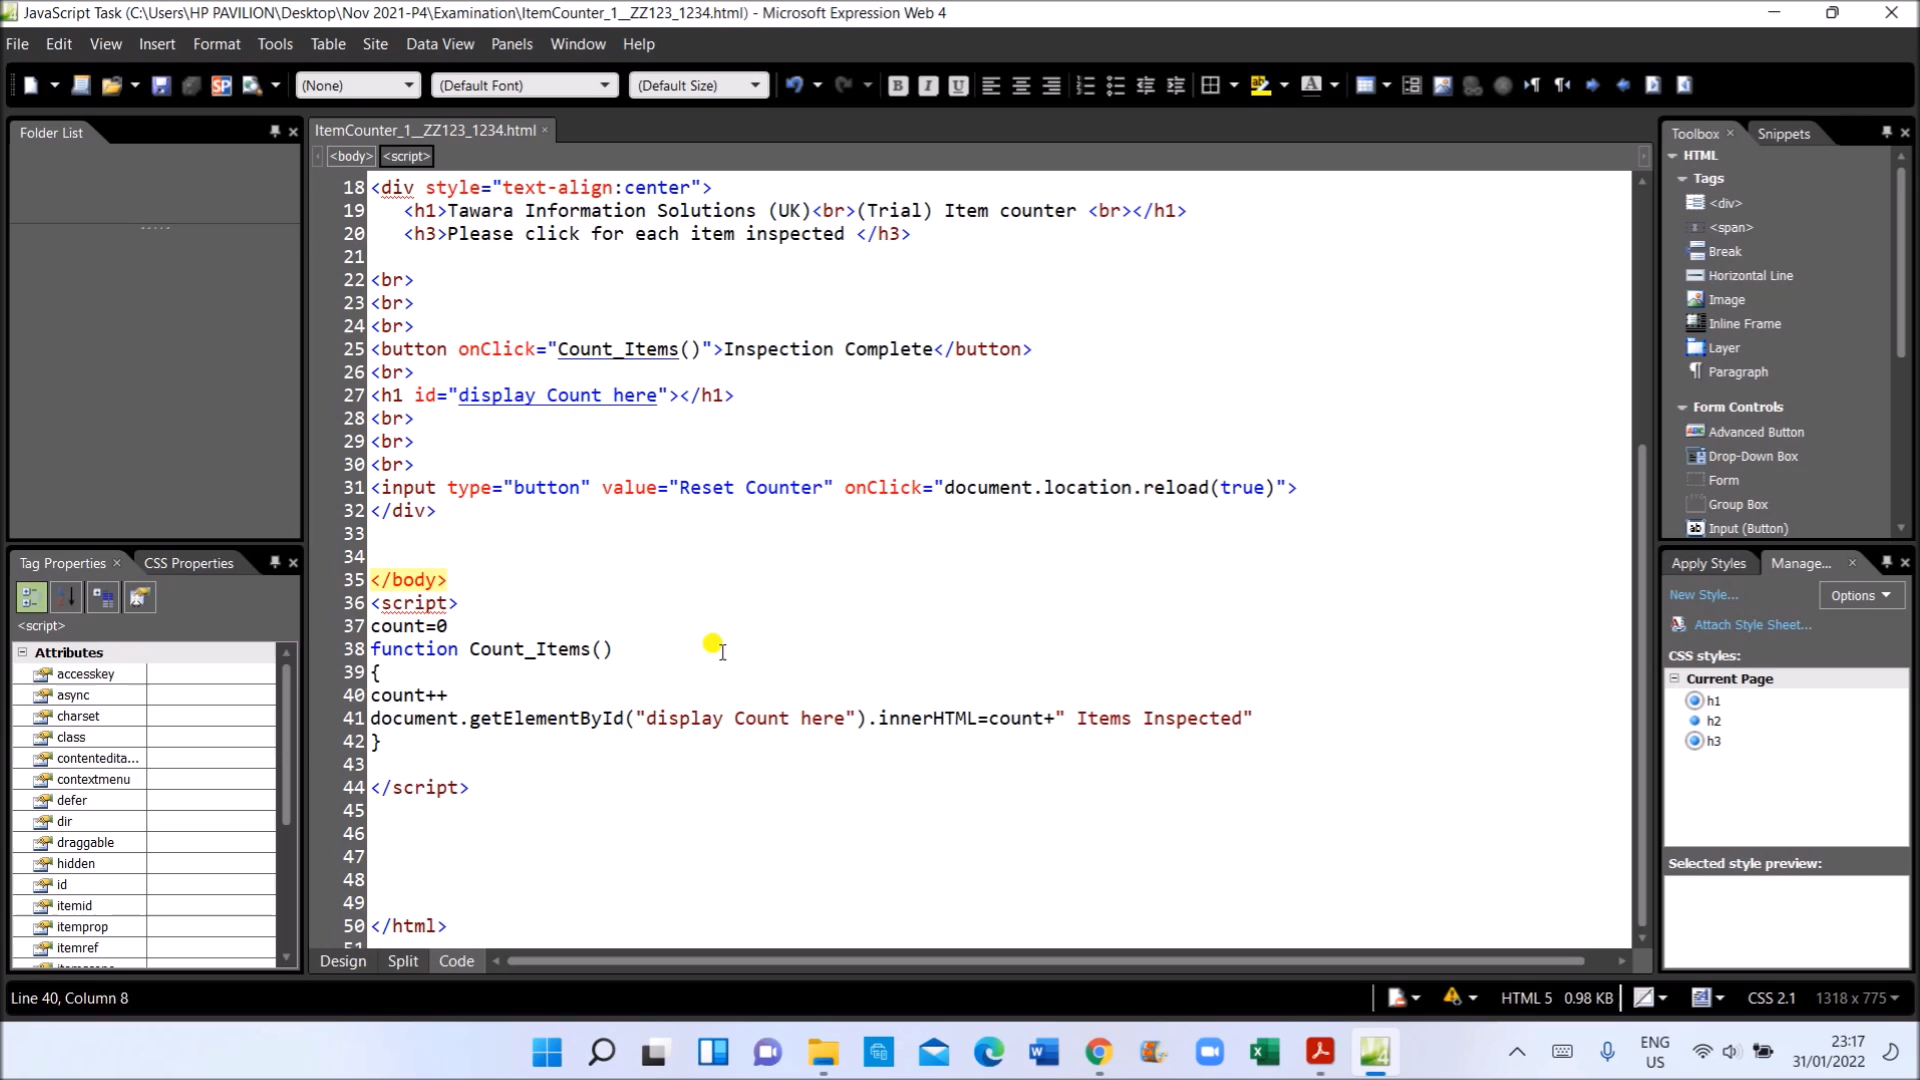 JavaScript Task (C:\Users\HP PAVILION\Desktop\Nov 2021-P4\Examination\ItemCounter_1__ZZ123_1234.html) - Microsoft Expression Web 4
File Edit View Insert Format Tools Table Site Data View Panels Window Help
(None) (Default Font) (Default Size)
Folder List
ItemCounter_1__ZZ123_1234.html
<body> <script>
18 <div style="text-align:center">
19 <h1>Tawara Information Solutions (UK)<br>(Trial) Item counter <br></h1>
20 <h3>Please click for each item inspected </h3>
21
22 <br>
23 <br>
24 <br>
25 <button onClick="Count_Items()">Inspection Complete</button>
26 <br>
27 <h1 id="display Count here"></h1>
28 <br>
29 <br>
30 <br>
31 <input type="button" value="Reset Counter" onClick="document.location.reload(true)">
32 </div>
33
34
35 </body>
36 <script>
37 count=0
38 function Count_Items()
39 {
40 count++
41 document.getElementById("display Count here").innerHTML=count+" Items Inspected"
42 }
43
44 </script>
45
46
47
48
49
50 </html>
Design Split Code
Tag Properties CSS Properties
<script>
Attributes
accesskey
async
charset
class
contentedita...
contextmenu
defer
dir
draggable
hidden
id
itemid
itemprop
itemref
Toolbox Snippets
HTML
Tags
<div>
<span>
Break
Horizontal Line
Image
Inline Frame
Layer
Paragraph
Form Controls
Advanced Button
Drop-Down Box
Form
Group Box
Input (Button)
Apply Styles Manage...
New Style... Options
Attach Style Sheet...
CSS styles:
Current Page
h1
h2
h3
Selected style preview:
Line 40, Column 8
HTML 5 0.98 KB CSS 2.1 1318 x 775
ENG
US
23:17
31/01/2022